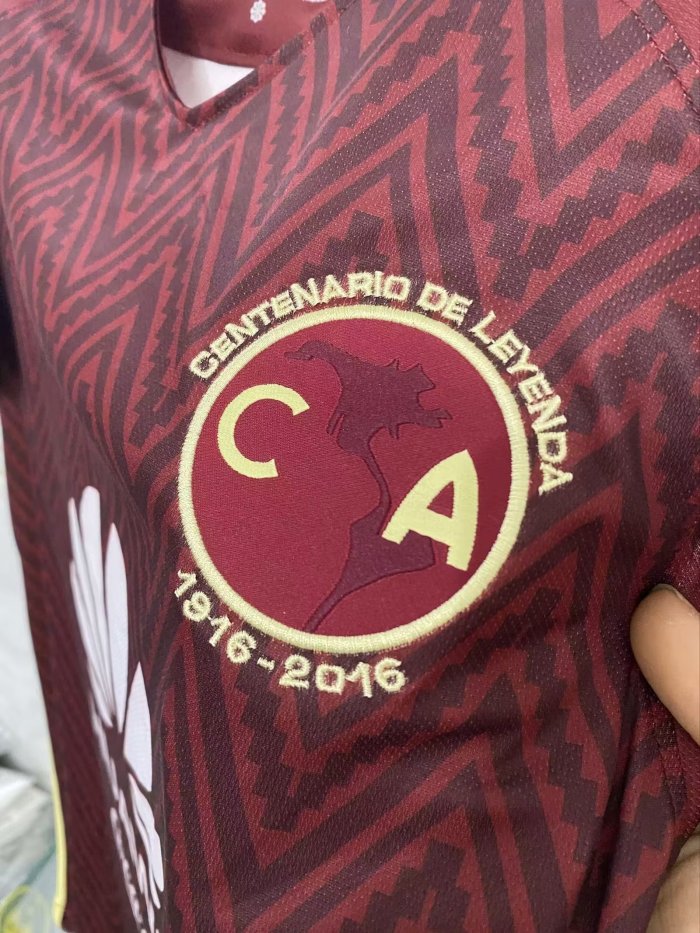 CENTENARIO DE LEYENDA
C A
1916-2016